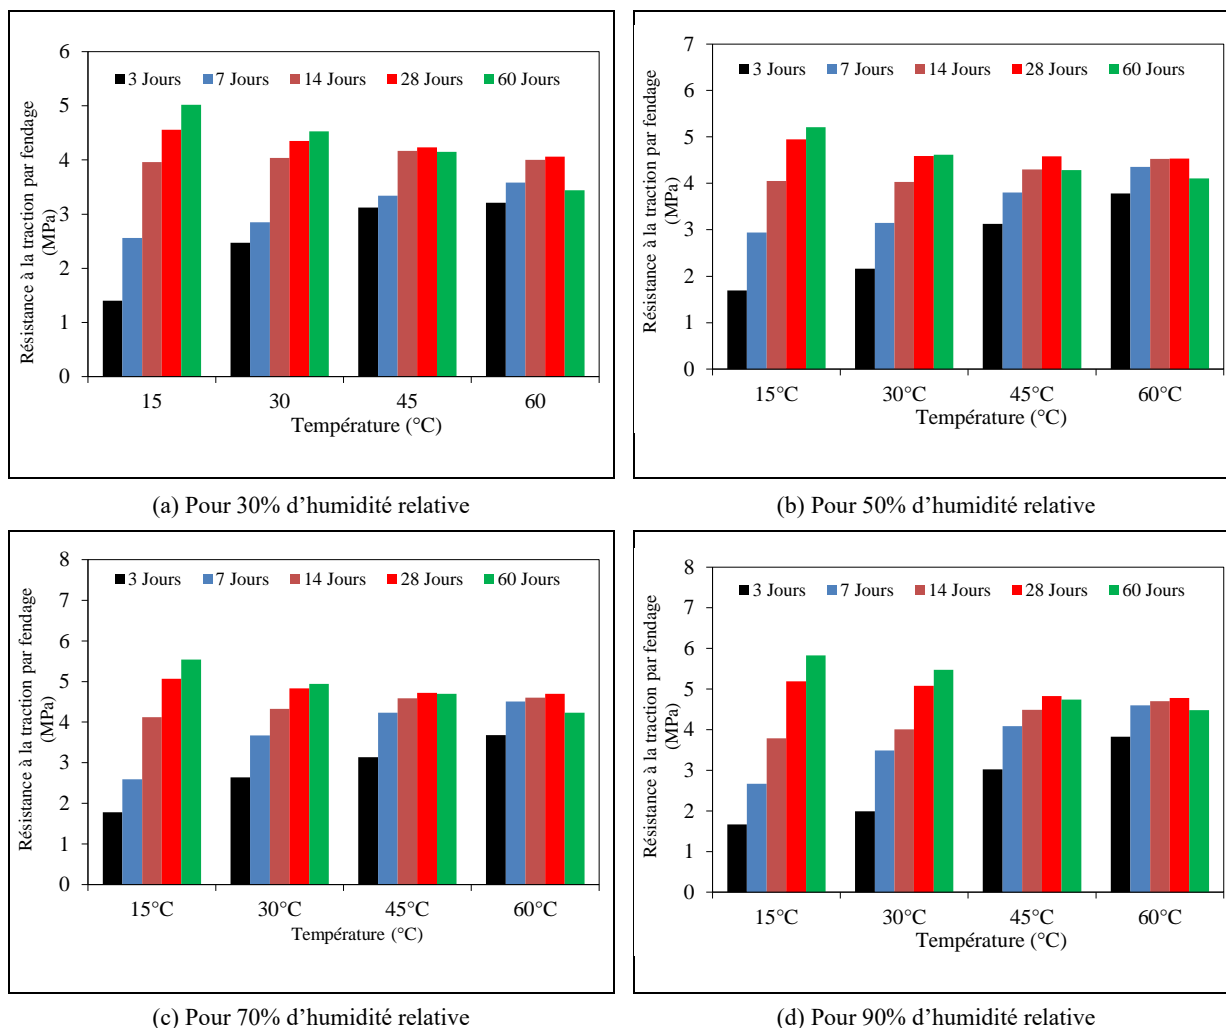 6
5
4
3
2
1
0
Résistance à la traction par fendage
(MPa)
3 Jours 7 Jours 14 Jours 28 Jours 60 Jours
15 30 45 60
Température (°C)
(a) Pour 30% d’humidité relative
7
6
5
4
3
2
1
0
Résistance à la traction par fendage
(MPa)
3 Jours 7 Jours 14 Jours 28 Jours 60 Jours
15°C 30°C 45°C 60°C
Température (°C)
(b) Pour 50% d’humidité relative
8
7
6
5
4
3
2
1
0
Résistance à la traction par fendage
(MPa)
3 Jours 7 Jours 14 Jours 28 Jours 60 Jours
15°C 30°C 45°C 60°C
Température (°C)
(c) Pour 70% d’humidité relative
8
7
6
5
4
3
2
1
0
Résistance à la traction par fendage
(MPa)
3 Jours 7 Jours 14 Jours 28 Jours 60 Jours
15°C 30°C 45°C 60°C
Température (°C)
(d) Pour 90% d’humidité relative